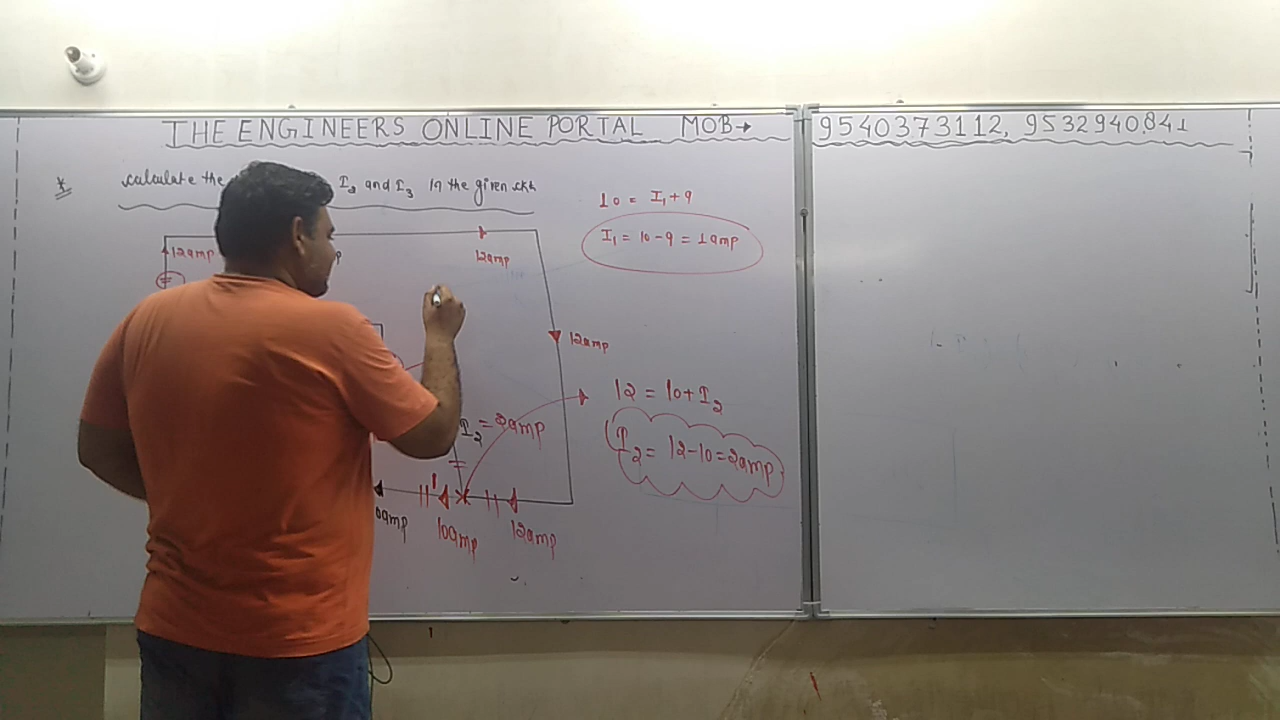 THE ENGINEERS ONLINE PORTAL MOB→ 9540373112, 9532940841
* calculate the I2 and I3 in the given ckt
10 = I1 + 9
I1 = 10-9 = 1amp
12amp
12amp
12amp
12 = 10+I2
I2 = 2amp
I2 = 12-10=2amp
10amp
12amp